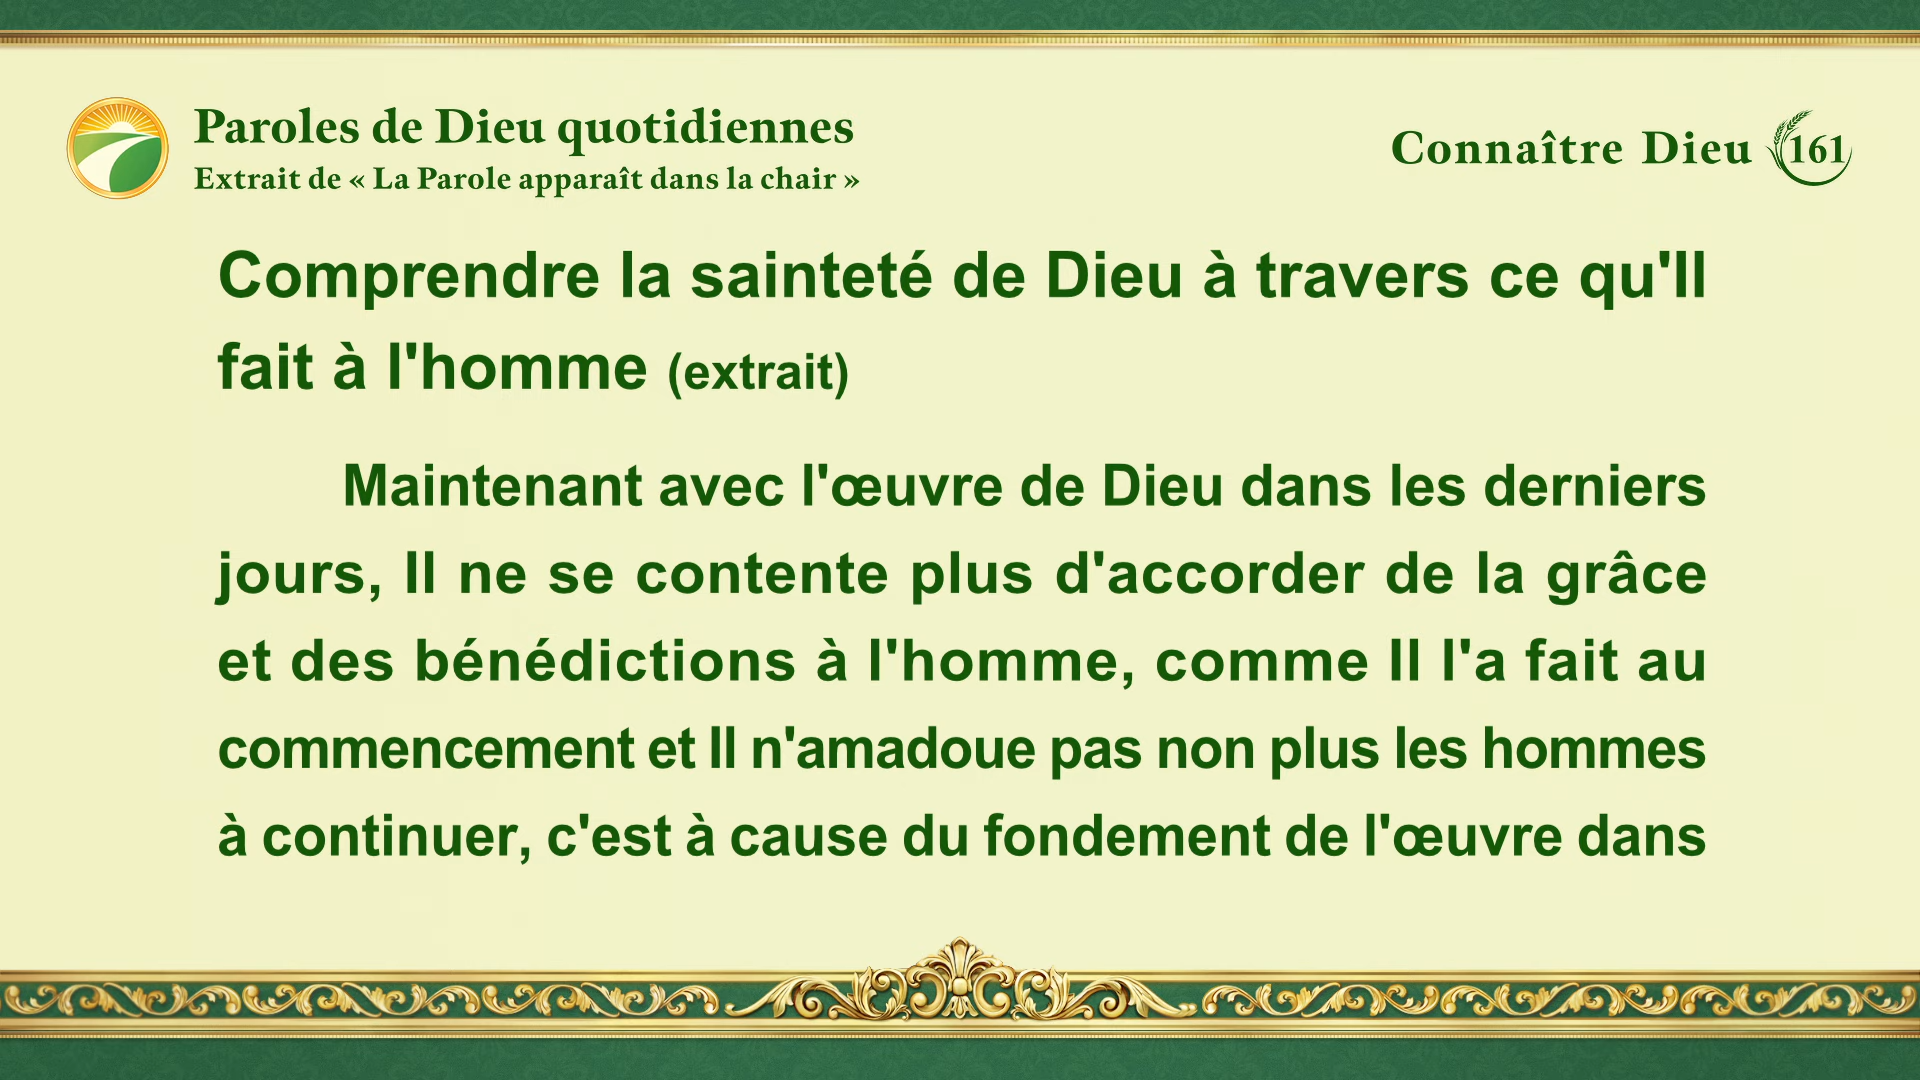 Paroles de Dieu quotidiennes
Extrait de « La Parole apparaît dans la chair »
Connaître Dieu 161
Comprendre la sainteté de Dieu à travers ce qu'Il
fait à l'homme (extrait)
Maintenant avec l'œuvre de Dieu dans les derniers
jours, Il ne se contente plus d'accorder de la grâce
et des bénédictions à l'homme, comme Il l'a fait au
commencement et Il n'amadoue pas non plus les hommes
à continuer, c'est à cause du fondement de l'œuvre dans